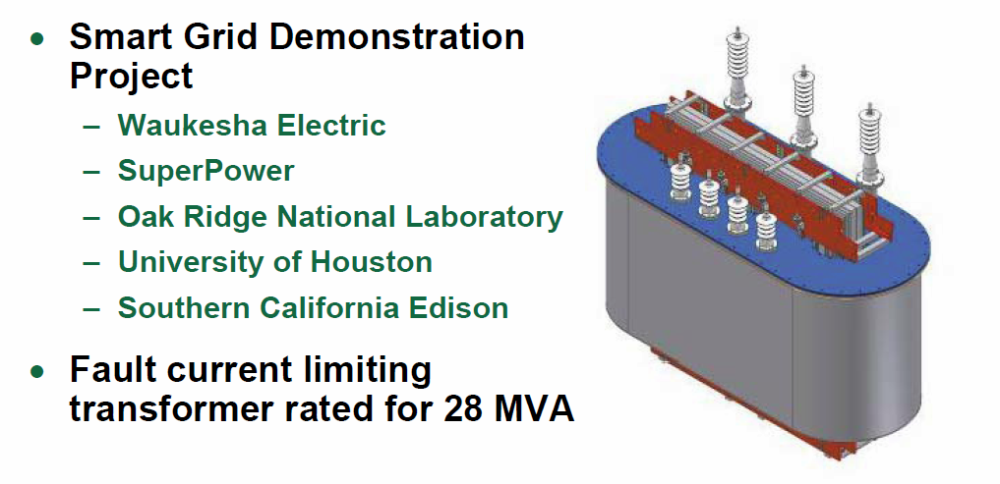 • Smart Grid Demonstration
Project
– Waukesha Electric
– SuperPower
– Oak Ridge National Laboratory
– University of Houston
– Southern California Edison
• Fault current limiting
transformer rated for 28 MVA